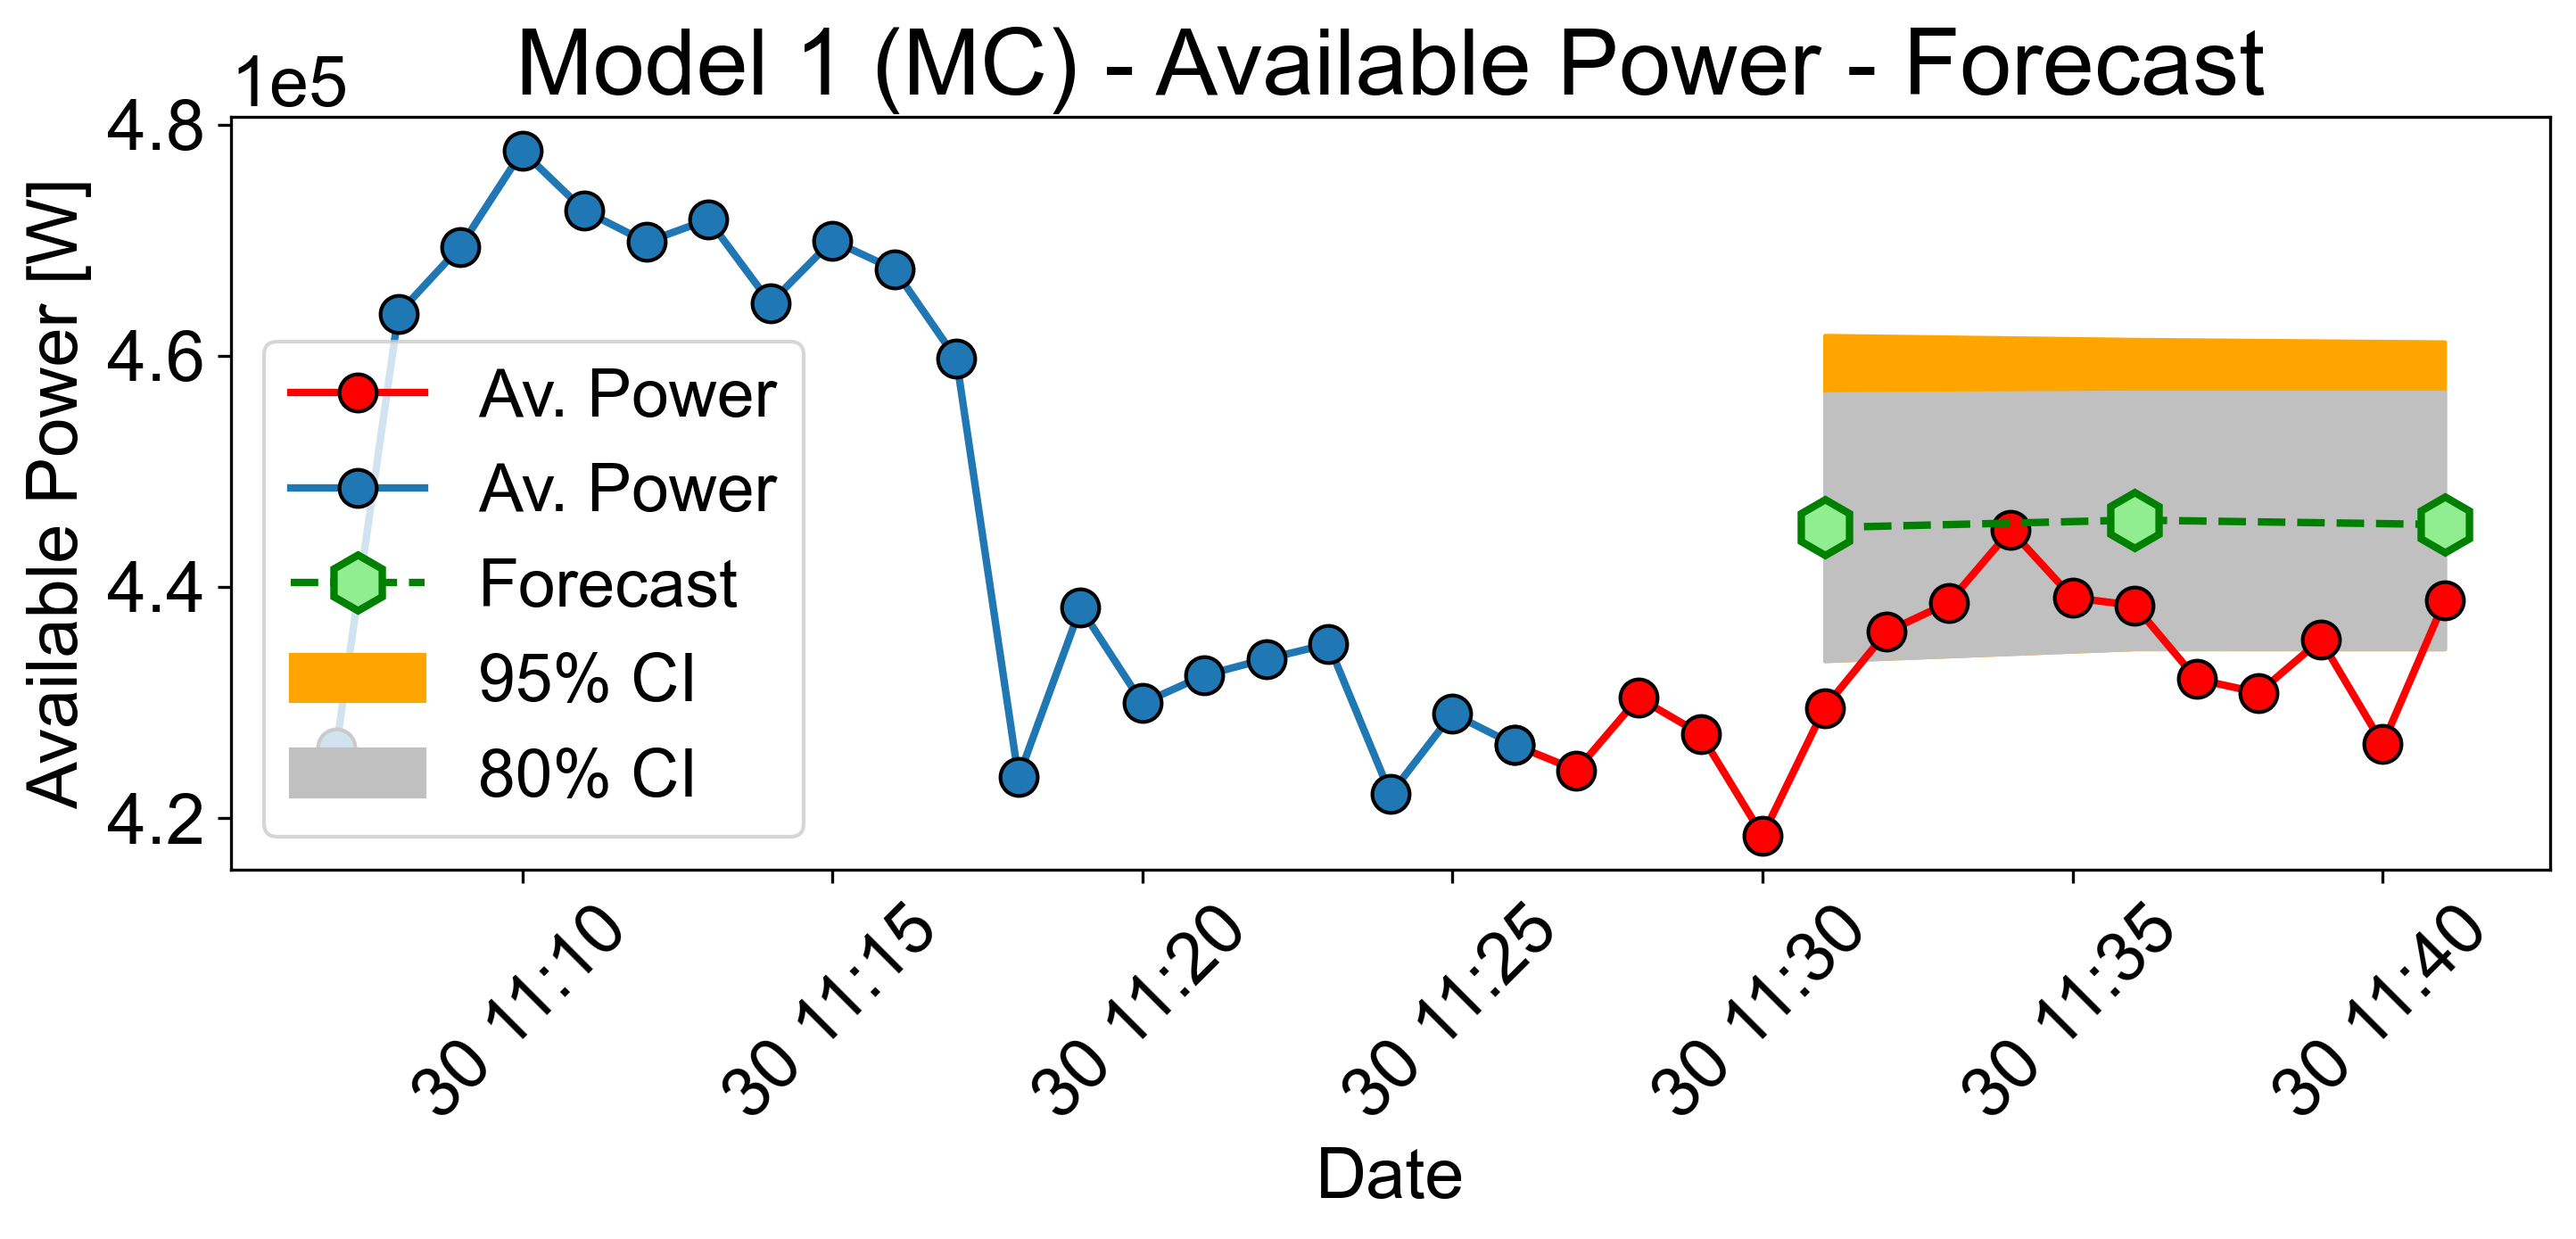 Model 1 (MC) - Available Power - Forecast
1e5
4.8
4.6
4.4
4.2
Available Power [W]
Av. Power
Av. Power
Forecast
95% CI
80% CI
30 11:10
30 11:15
30 11:20
30 11:25
30 11:30
30 11:35
30 11:40
Date